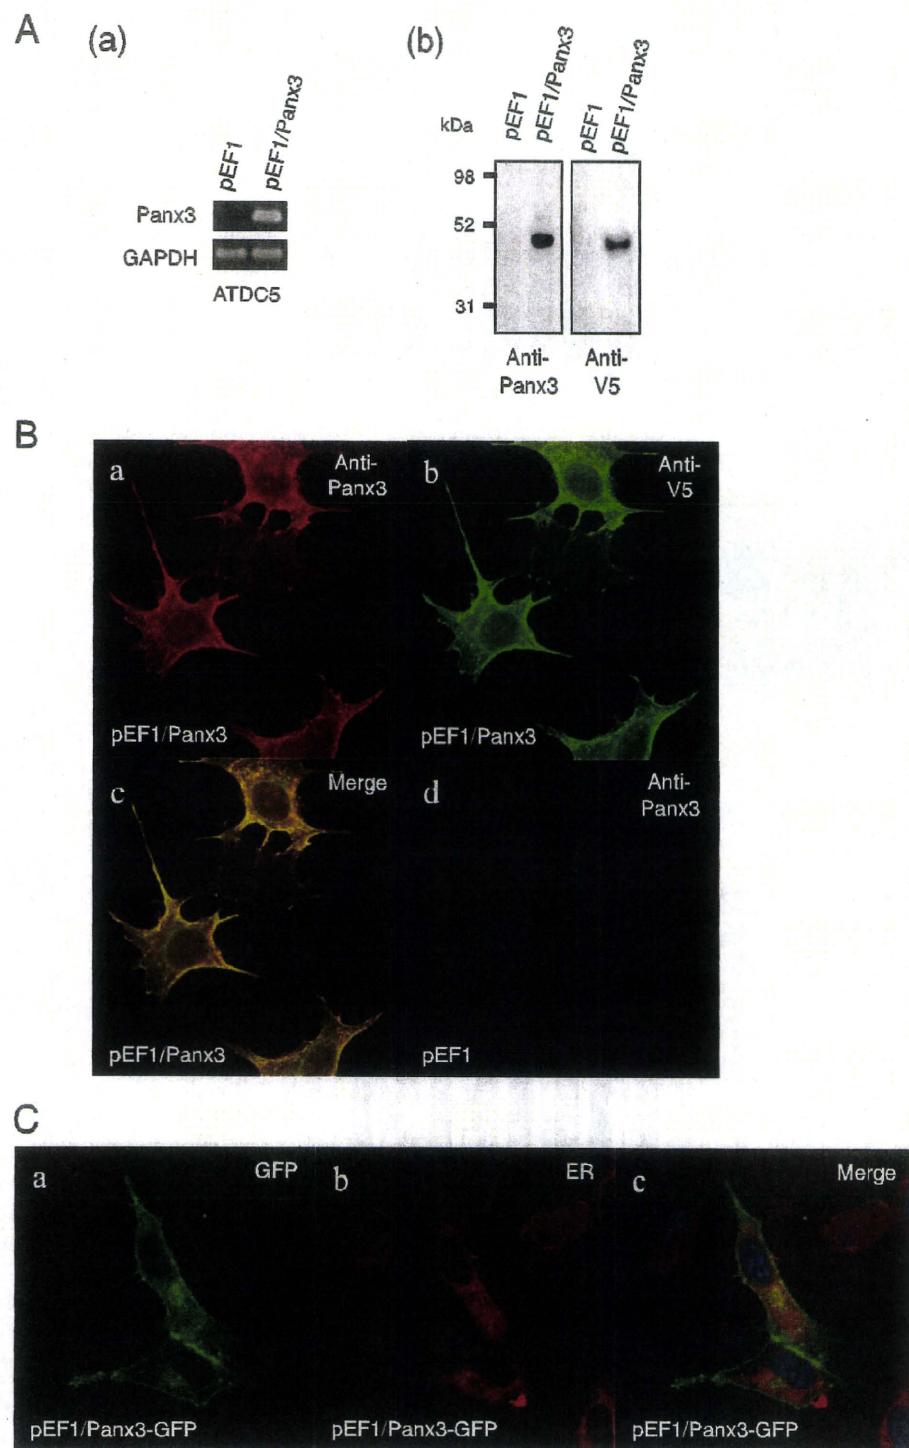 A
(a)
pEF1
pEF1/Panx3
Panx3
GAPDH
ATDC5
(b)
kDa
pEF1
pEF1/Panx3
pEF1
pEF1/Panx3
98
52
31
Anti-
Panx3
Anti-
V5
B
a
Anti-
Panx3
pEF1/Panx3
b
Anti-
V5
pEF1/Panx3
c
Merge
pEF1/Panx3
d
Anti-
Panx3
pEF1
C
a
GFP
pEF1/Panx3-GFP
b
ER
pEF1/Panx3-GFP
c
Merge
pEF1/Panx3-GFP